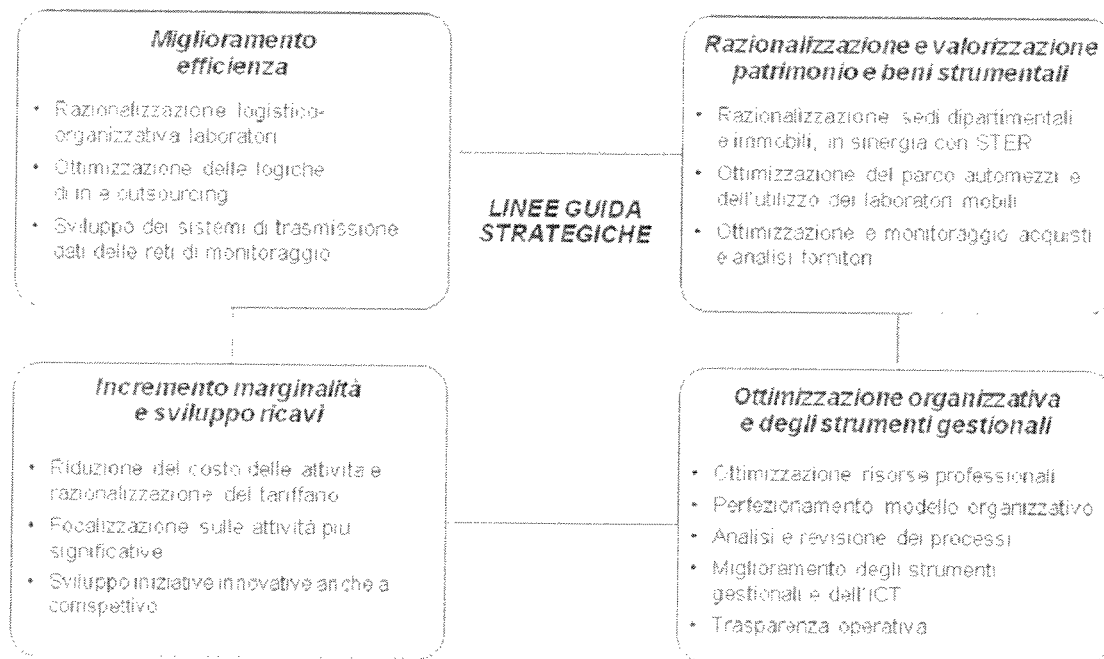 Miglioramento
efficienza
• Razionalizzazione logistico-
organizzativa laboratori
• Ottimizzazione delle logiche
di in e outsourcing
• Sviluppo dei sistemi di trasmissione
dati delle reti di monitoraggio
Razionalizzazione e valorizzazione
patrimonio e beni strumentali
• Razionalizzazione sedi dipartimentali
e immobili, in sinergia con STER
• Ottimizzazione del parco automezzi e
dell'utilizzo dei laboratori mobili
• Ottimizzazione e monitoraggio acquisti
e analisi fornitori
LINEE GUIDA
STRATEGICHE
Incremento marginalità
e sviluppo ricavi
• Riduzione del costo delle attività e
razionalizzazione del tariffario
• Focalizzazione sulle attività più
significative
• Sviluppo iniziative innovative anche a
corrispettivo
Ottimizzazione organizzativa
e degli strumenti gestionali
• Ottimizzazione risorse professionali
• Perfezionamento modello organizzativo
• Analisi e revisione dei processi
• Miglioramento degli strumenti
gestionali e dell'ICT
• Trasparenza operativa